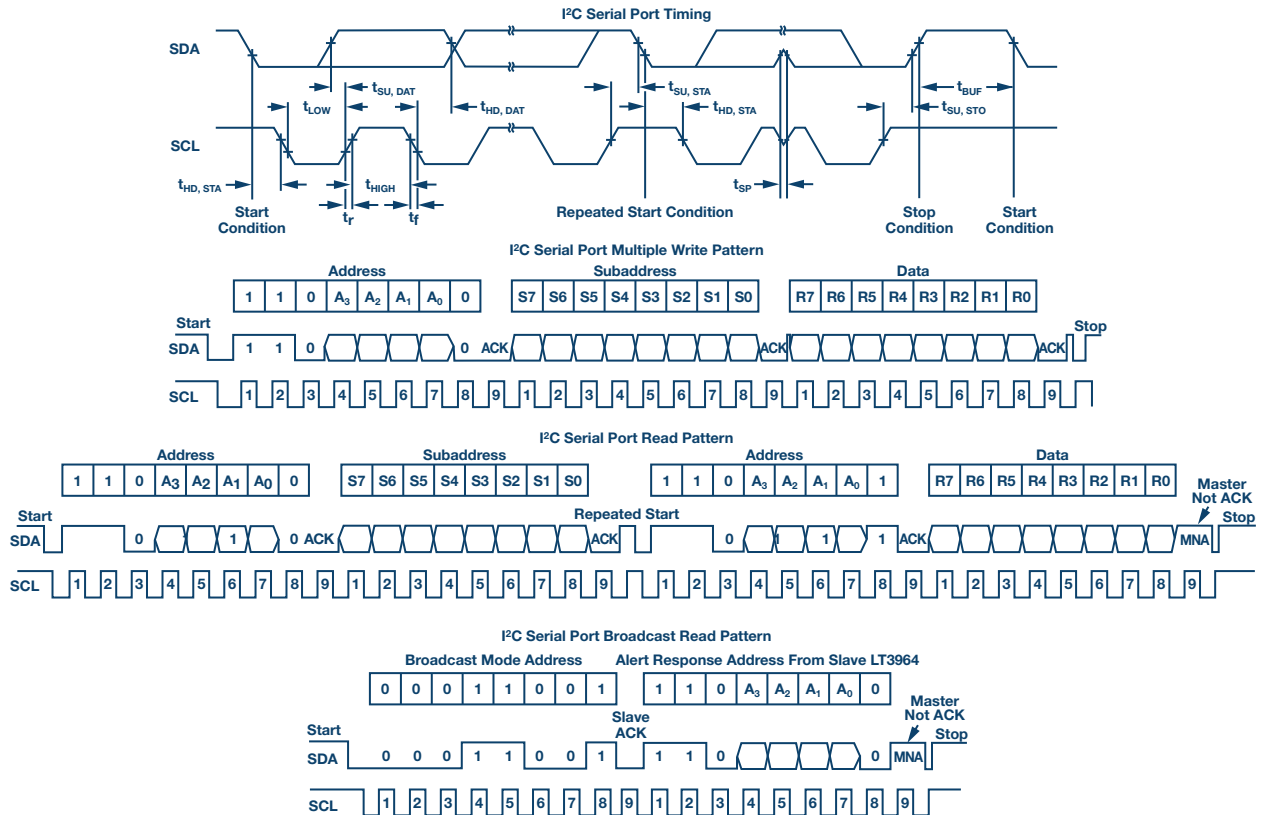 I²C Serial Port Timing
SDA
tSU, DAT
tLOW
tHD, DAT
tSU, STA
tHD, STA
tBUF
tSU, STO
SCL
tHD, STA
tHIGH
tSP
tr
tf
Start Condition
Repeated Start Condition
Stop Condition
Start Condition
I²C Serial Port Multiple Write Pattern
Address Subaddress Data
1 1 0 A3 A2 A1 A0 0 S7 S6 S5 S4 S3 S2 S1 S0 R7 R6 R5 R4 R3 R2 R1 R0
Start Stop
SDA 1 1 0 0 ACK ACK ACK
SCL 1 2 3 4 5 6 7 8 9 1 2 3 4 5 6 7 8 9 1 2 3 4 5 6 7 8 9
I²C Serial Port Read Pattern
Address Subaddress Address Data
1 1 0 A3 A2 A1 A0 0 S7 S6 S5 S4 S3 S2 S1 S0 1 1 0 A3 A2 A1 A0 1 R7 R6 R5 R4 R3 R2 R1 R0
Master
Not ACK
Start Repeated Start Stop
SDA 0 1 0 ACK ACK 0 1 1 1 ACK MNA
SCL 1 2 3 4 5 6 7 8 9 1 2 3 4 5 6 7 8 9 1 2 3 4 5 6 7 8 9 1 2 3 4 5 6 7 8 9
I²C Serial Port Broadcast Read Pattern
Broadcast Mode Address Alert Response Address From Slave LT3964
0 0 0 1 1 0 0 1 1 1 0 A3 A2 A1 A0 0
Master
Not ACK
Slave
ACK
Start Stop
SDA 0 0 0 1 1 0 0 1 1 1 0 0 MNA
SCL 1 2 3 4 5 6 7 8 9 1 2 3 4 5 6 7 8 9